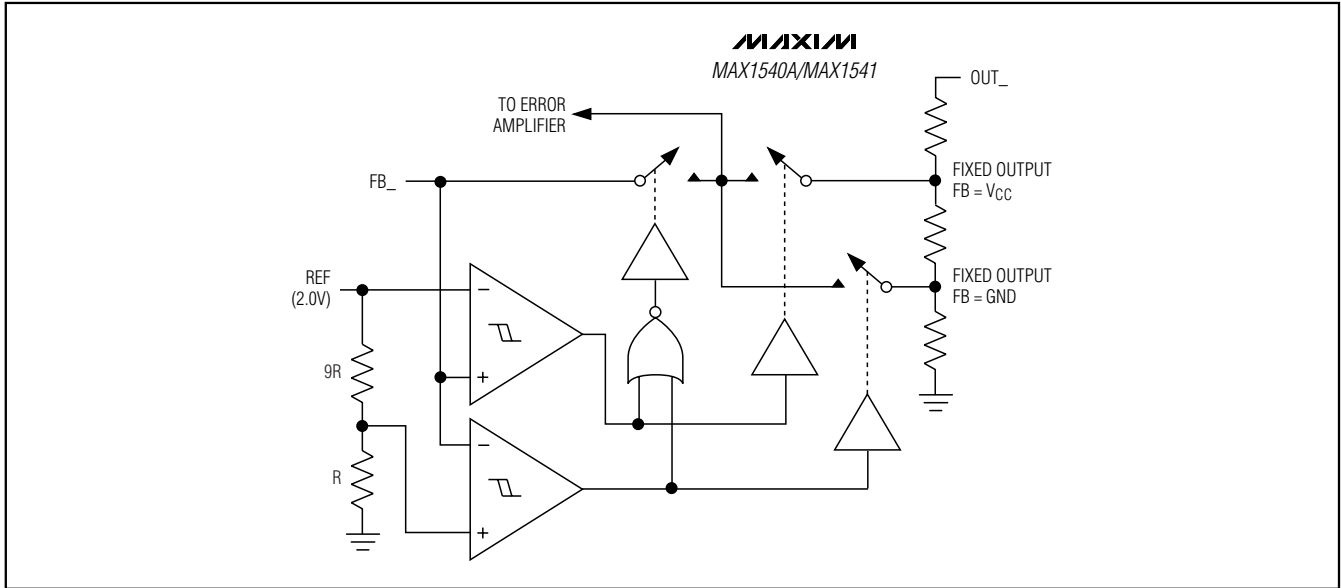 MAXIM
MAX1540A/MAX1541
OUT_
TO ERROR
AMPLIFIER
FIXED OUTPUT
FB = VCC
FB_
REF
(2.0V)
FIXED OUTPUT
FB = GND
−
+
9R
−
+
R